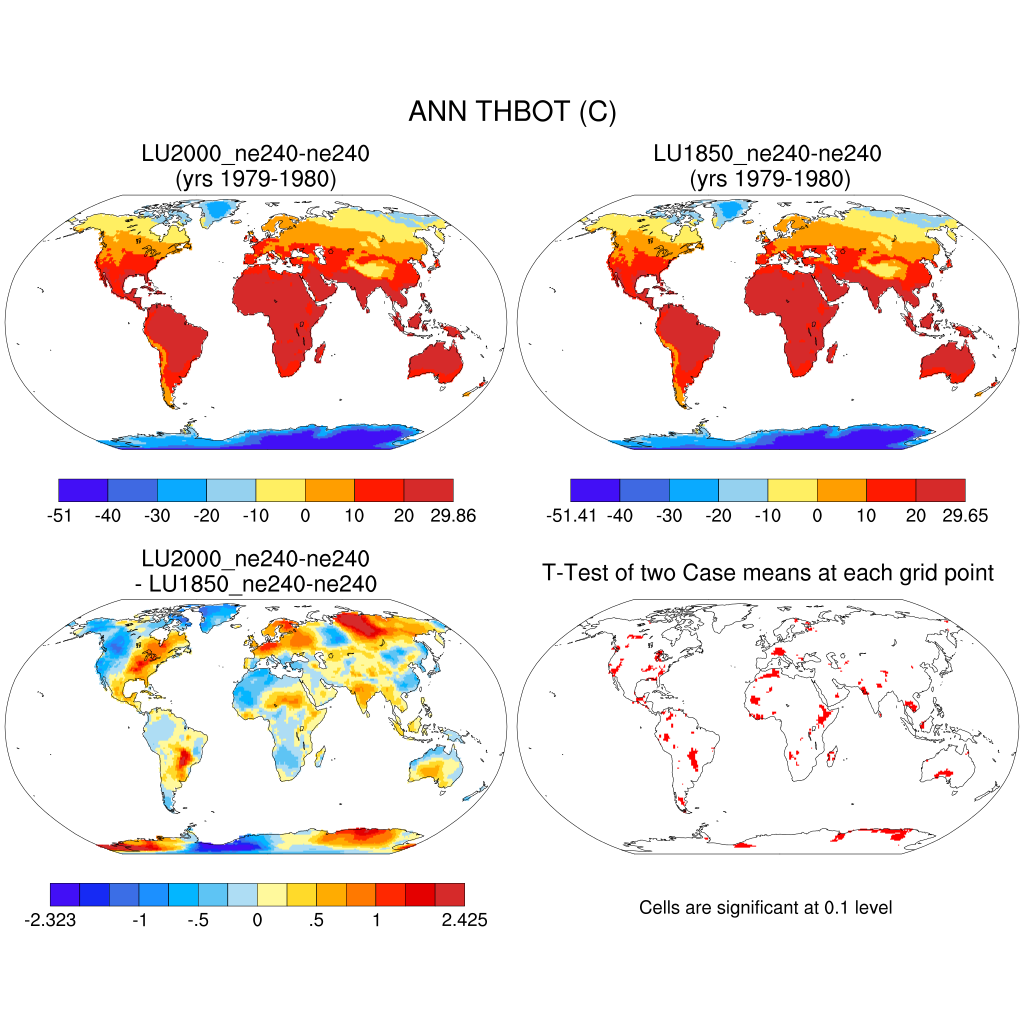 ANN THBOT (C)
LU2000_ne240-ne240
(yrs 1979-1980)
LU1850_ne240-ne240
(yrs 1979-1980)
-51 -40 -30 -20 -10 0 10 20 29.86
-51.41 -40 -30 -20 -10 0 10 20 29.65
LU2000_ne240-ne240
- LU1850_ne240-ne240
T-Test of two Case means at each grid point
-2.323 -1 -.5 0 .5 1 2.425
Cells are significant at 0.1 level